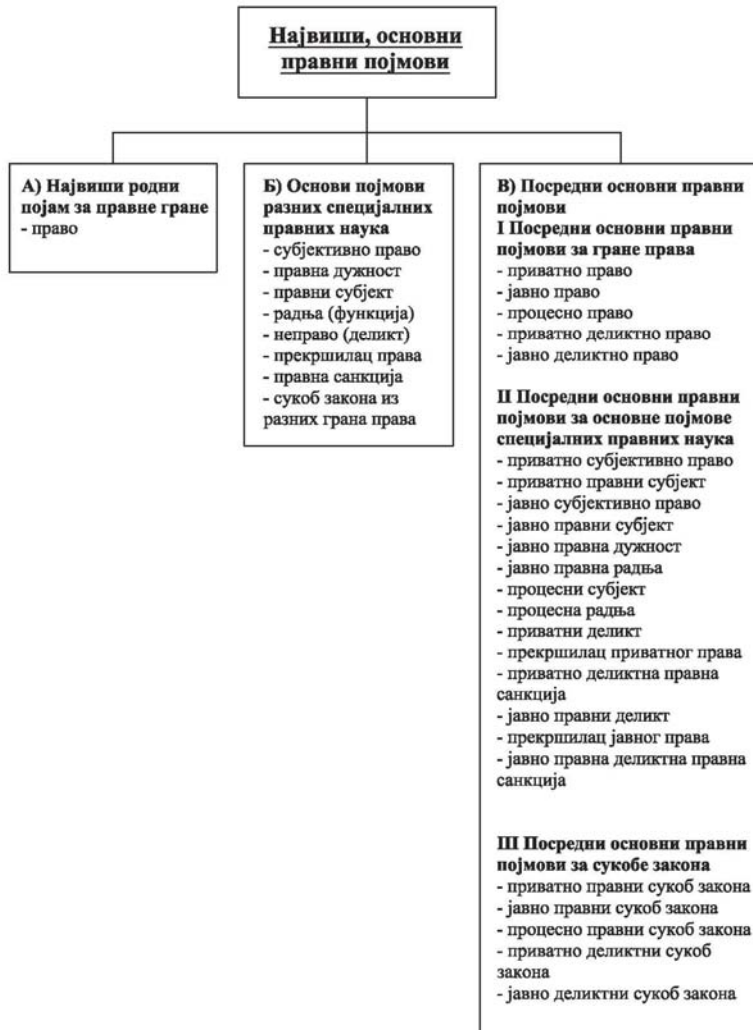 Највиши, основни
правни појмови
А) Највиши родни
појам за правне гране
- право
Б) Основи појмови
разних специјалних
правних наука
- субјективно право
- правна дужност
- правни субјект
- радња (функција)
- неправо (деликт)
- прекршилац права
- правна санкција
- сукоб закона из
разних грана права
В) Посредни основни правни
појмови
I Посредни основни правни
појмови за гране права
- приватно право
- јавно право
- процесно право
- приватно деликтно право
- јавно деликтно право
II Посредни основни правни
појмови за основне појмове
специјалних правних наука
- приватно субјективно право
- приватно правни субјект
- јавно субјективно право
- јавно правни субјект
- јавно правна дужност
- јавно правна радња
- процесни субјект
- процесна радња
- приватни деликт
- прекршилац приватног права
- приватно деликтна правна
санкција
- јавно правни деликт
- прекршилац јавног права
- јавно правна деликтна правна
санкција
III Посредни основни правни
појмови за сукобе закона
- приватно правни сукоб закона
- јавно правни сукоб закона
- процесно правни сукоб закона
- приватно деликтни сукоб
закона
- јавно деликтни сукоб закона